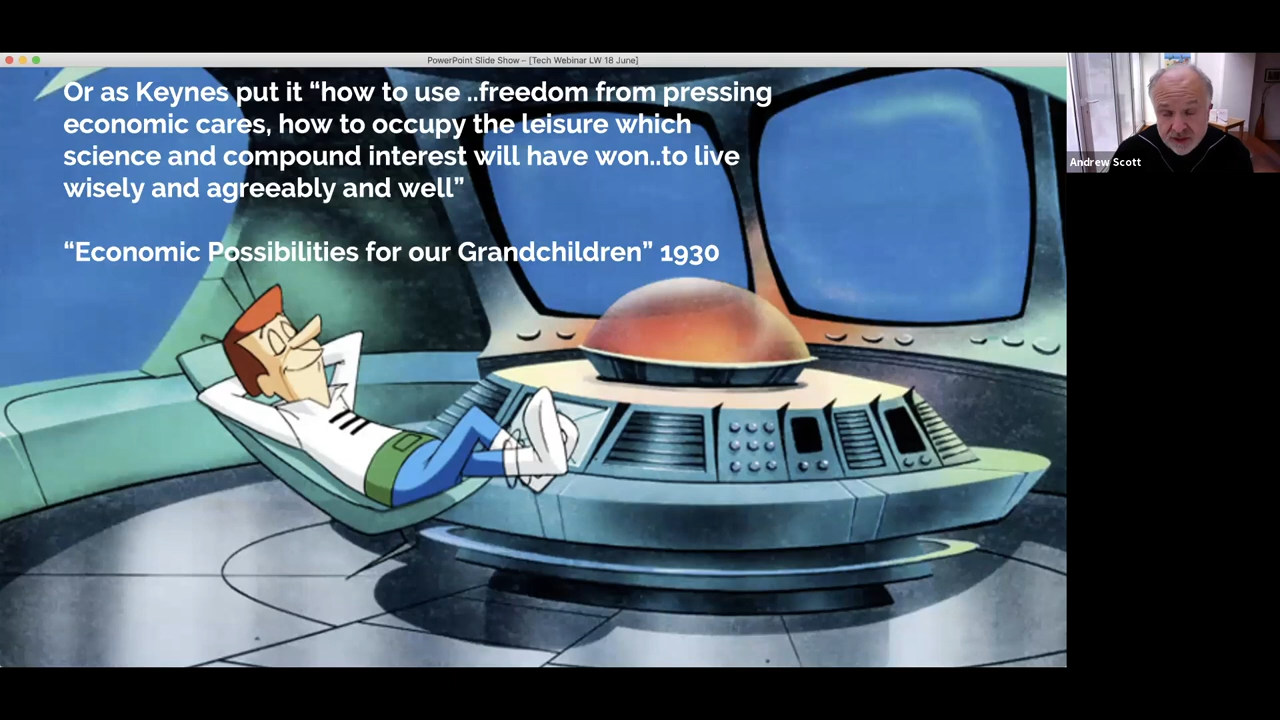 PowerPoint Slide Show – [Tech Webinar LW 18 June]
Or as Keynes put it “how to use ..freedom from pressing
economic cares, how to occupy the leisure which
science and compound interest will have won..to live
wisely and agreeably and well”
“Economic Possibilities for our Grandchildren” 1930
Andrew Scott